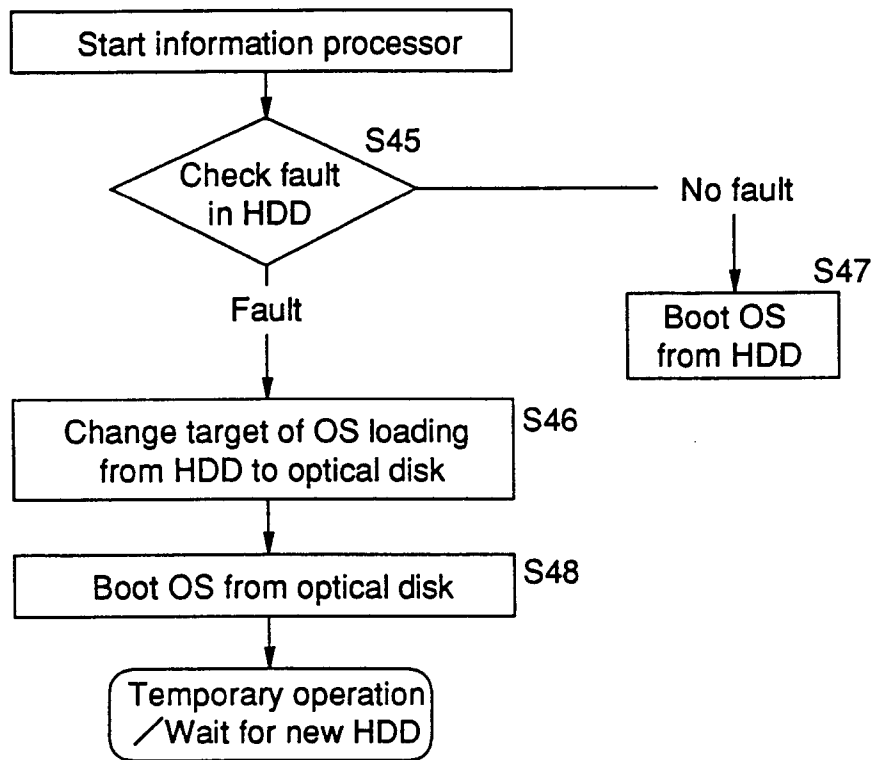 Start information processor
S45
Check fault
in HDD
No fault
Fault
S47
Boot OS
from HDD
Change target of OS loading
from HDD to optical disk
S46
Boot OS from optical disk
S48
Temporary operation
/Wait for new HDD